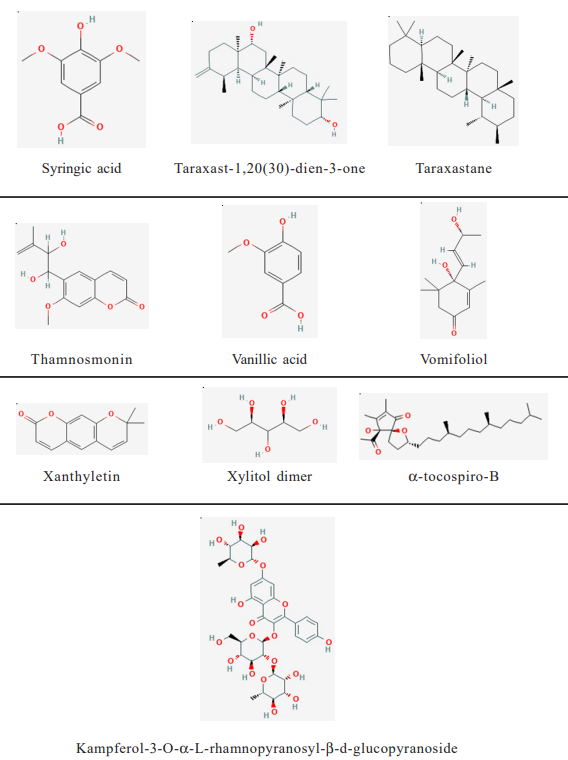 Syringic acid
Taraxast-1,20(30)-dien-3-one
Taraxastane
Thamnosmonin
Vanillic acid
Vomifoliol
Xanthyletin
Xylitol dimer
α-tocospiro-B
Kampferol-3-O-α-L-rhamnopyranosyl-β-d-glucopyranoside